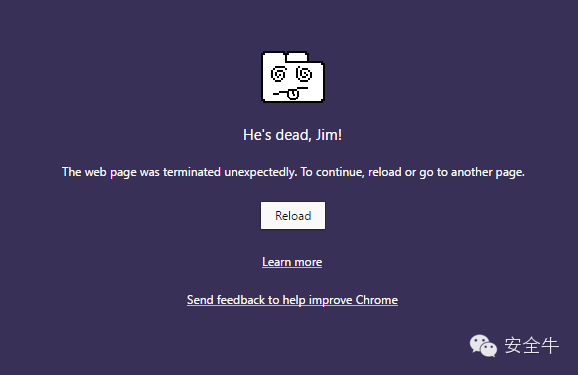 He's dead, Jim!
The web page was terminated unexpectedly. To continue, reload or go to another page.
Reload
Learn more
Send feedback to help improve Chrome
安全牛